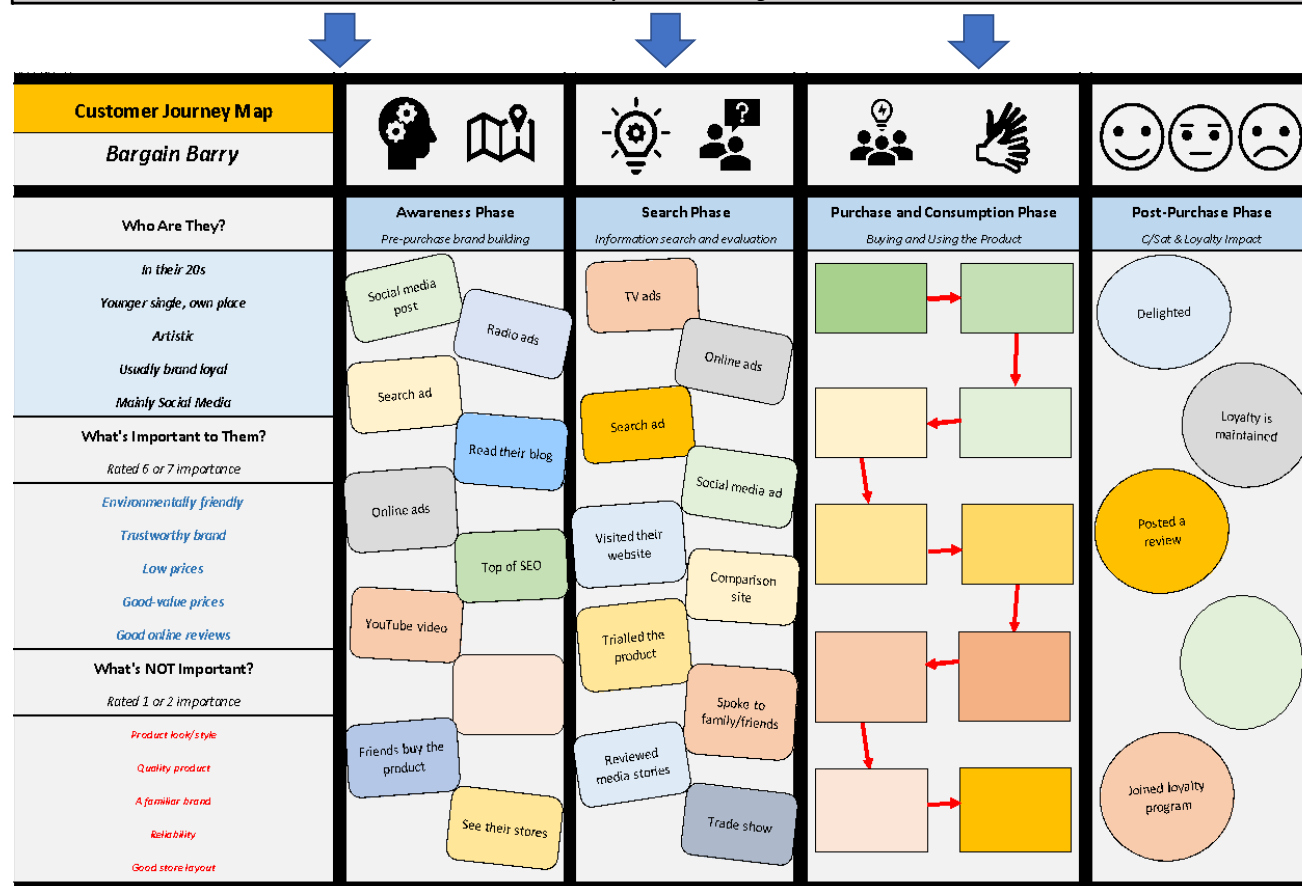 Customer Journey Map
Bargain Barry
Who Are They?
In their 20s
Younger single, own place
Artistic
Usually brand loyal
Mainly Social Media
What's Important to Them?
Rated 6 or 7 importance
Environmentally friendly
Trustworthy brand
Low prices
Good-value prices
Good online reviews
What's NOT Important?
Rated 1 or 2 importance
Product look/style
Quality product
A familiar brand
Reliability
Good store layout
Awareness Phase
Pre-purchase brand building
Social media
post
Radio ads
Search ad
Read their blog
Online ads
Top of SEO
YouTube video
Friends buy the
product
See their stores
Search Phase
Information search and evaluation
TV ads
Online ads
Search ad
Social media ad
Visited their
website
Comparison
site
Trialled the
product
Spoke to
family/friends
Reviewed
media stories
Trade show
Purchase and Consumption Phase
Buying and Using the Product
Post-Purchase Phase
C/Sat & Loyalty Impact
Delighted
Loyalty is
maintained
Posted a
review
Joined loyalty
program